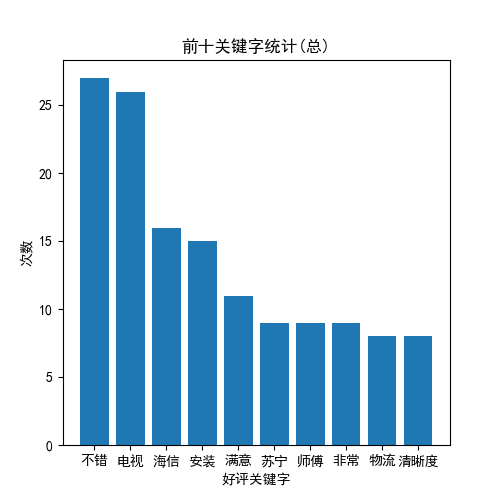 前十关键字统计(总)
次数
25
20
15
10
5
0
不错 电视 海信 安装 满意 苏宁 师傅 非常 物流 清晰度
好评关键字